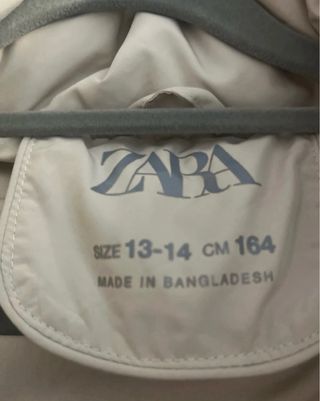 ZARA
SIZE 13-14 CM 164
MADE IN BANGLADESH